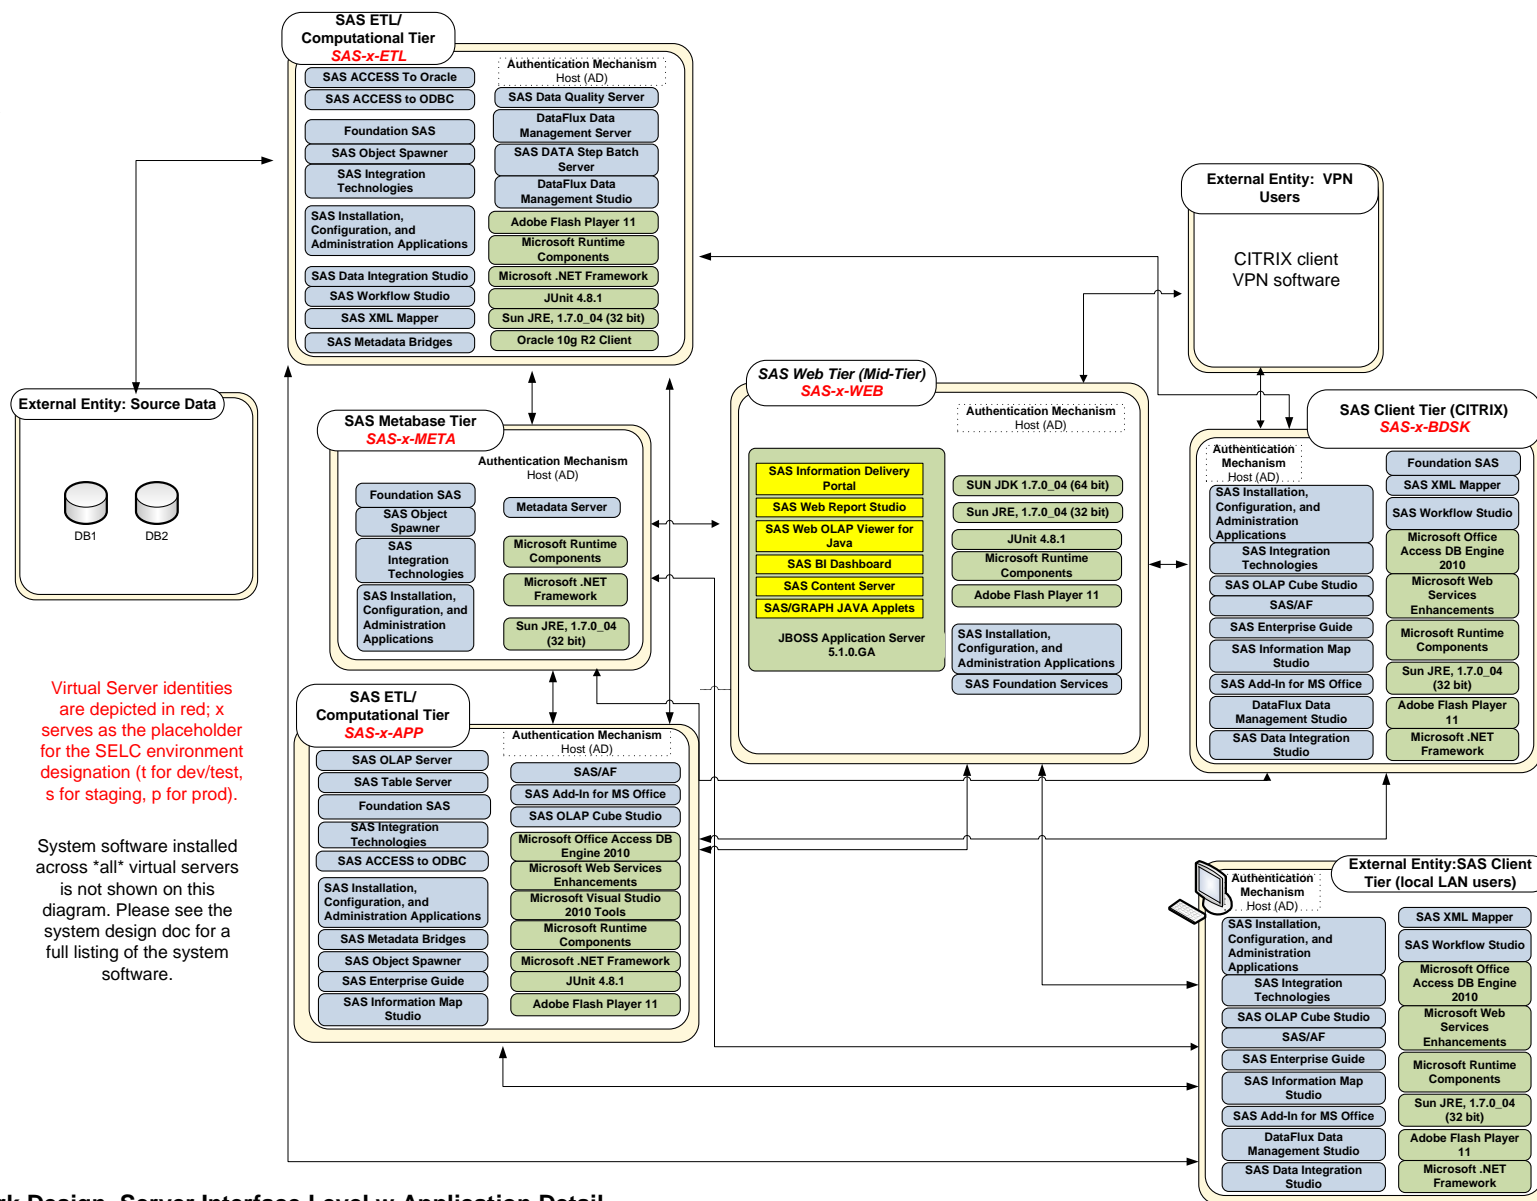 SAS ETL/
Computational Tier
SAS-x-ETL
SAS ACCESS To Oracle
SAS ACCESS to ODBC
Foundation SAS
SAS Object Spawner
SAS Integration
Technologies
SAS Installation,
Configuration, and
Administration Applications
SAS Data Integration Studio
SAS Workflow Studio
SAS XML Mapper
SAS Metadata Bridges
Authentication Mechanism
Host (AD)
SAS Data Quality Server
DataFlux Data
Management Server
SAS DATA Step Batch
Server
DataFlux Data
Management Studio
Adobe Flash Player 11
Microsoft Runtime
Components
Microsoft .NET Framework
JUnit 4.8.1
Sun JRE, 1.7.0_04 (32 bit)
Oracle 10g R2 Client
External Entity: VPN
Users
CITRIX client
VPN software
External Entity: Source Data
DB1
DB2
SAS Metabase Tier
SAS-x-META
Authentication Mechanism
Host (AD)
Foundation SAS
SAS Object
Spawner
SAS
Integration
Technologies
SAS Installation,
Configuration, and
Administration
Applications
Metadata Server
Microsoft Runtime
Components
Microsoft .NET
Framework
Sun JRE, 1.7.0_04
(32 bit)
SAS Web Tier (Mid-Tier)
SAS-x-WEB
Authentication Mechanism
Host (AD)
SAS Information Delivery
Portal
SAS Web Report Studio
SAS Web OLAP Viewer for
Java
SAS BI Dashboard
SAS Content Server
SAS/GRAPH JAVA Applets
JBOSS Application Server
5.1.0.GA
SUN JDK 1.7.0_04 (64 bit)
Sun JRE, 1.7.0_04 (32 bit)
JUnit 4.8.1
Microsoft Runtime
Components
Adobe Flash Player 11
SAS Installation,
Configuration, and
Administration Applications
SAS Foundation Services
SAS Client Tier (CITRIX)
SAS-x-BDSK
Authentication
Mechanism
Host (AD)
SAS Installation,
Configuration, and
Administration
Applications
SAS Integration
Technologies
SAS OLAP Cube Studio
SAS/AF
SAS Enterprise Guide
SAS Information Map
Studio
SAS Add-In for MS Office
DataFlux Data
Management Studio
SAS Data Integration
Studio
Foundation SAS
SAS XML Mapper
SAS Workflow Studio
Microsoft Office
Access DB Engine
2010
Microsoft Web
Services
Enhancements
Microsoft Runtime
Components
Sun JRE, 1.7.0_04
(32 bit)
Adobe Flash Player
11
Microsoft .NET
Framework
Virtual Server identities
are depicted in red; x
serves as the placeholder
for the SELC environment
designation (t for dev/test,
s for staging, p for prod).
System software installed
across *all* virtual servers
is not shown on this
diagram. Please see the
system design doc for a
full listing of the system
software.
SAS ETL/
Computational Tier
SAS-x-APP
Authentication Mechanism
Host (AD)
SAS OLAP Server
SAS Table Server
Foundation SAS
SAS Integration
Technologies
SAS ACCESS to ODBC
SAS Installation,
Configuration, and
Administration Applications
SAS Metadata Bridges
SAS Object Spawner
SAS Enterprise Guide
SAS Information Map
Studio
SAS/AF
SAS Add-In for MS Office
SAS OLAP Cube Studio
Microsoft Office Access DB
Engine 2010
Microsoft Web Services
Enhancements
Microsoft Visual Studio
2010 Tools
Microsoft Runtime
Components
Microsoft .NET Framework
JUnit 4.8.1
Adobe Flash Player 11
External Entity:SAS Client
Tier (local LAN users)
Authentication
Mechanism
Host (AD)
SAS Installation,
Configuration, and
Administration
Applications
SAS Integration
Technologies
SAS OLAP Cube Studio
SAS/AF
SAS Enterprise Guide
SAS Information Map
Studio
SAS Add-In for MS Office
DataFlux Data
Management Studio
SAS Data Integration
Studio
SAS XML Mapper
SAS Workflow Studio
Microsoft Office
Access DB Engine
2010
Microsoft Web
Services
Enhancements
Microsoft Runtime
Components
Sun JRE, 1.7.0_04
(32 bit)
Adobe Flash Player
11
Microsoft .NET
Framework
Design, Server Interface Level w Application Detail